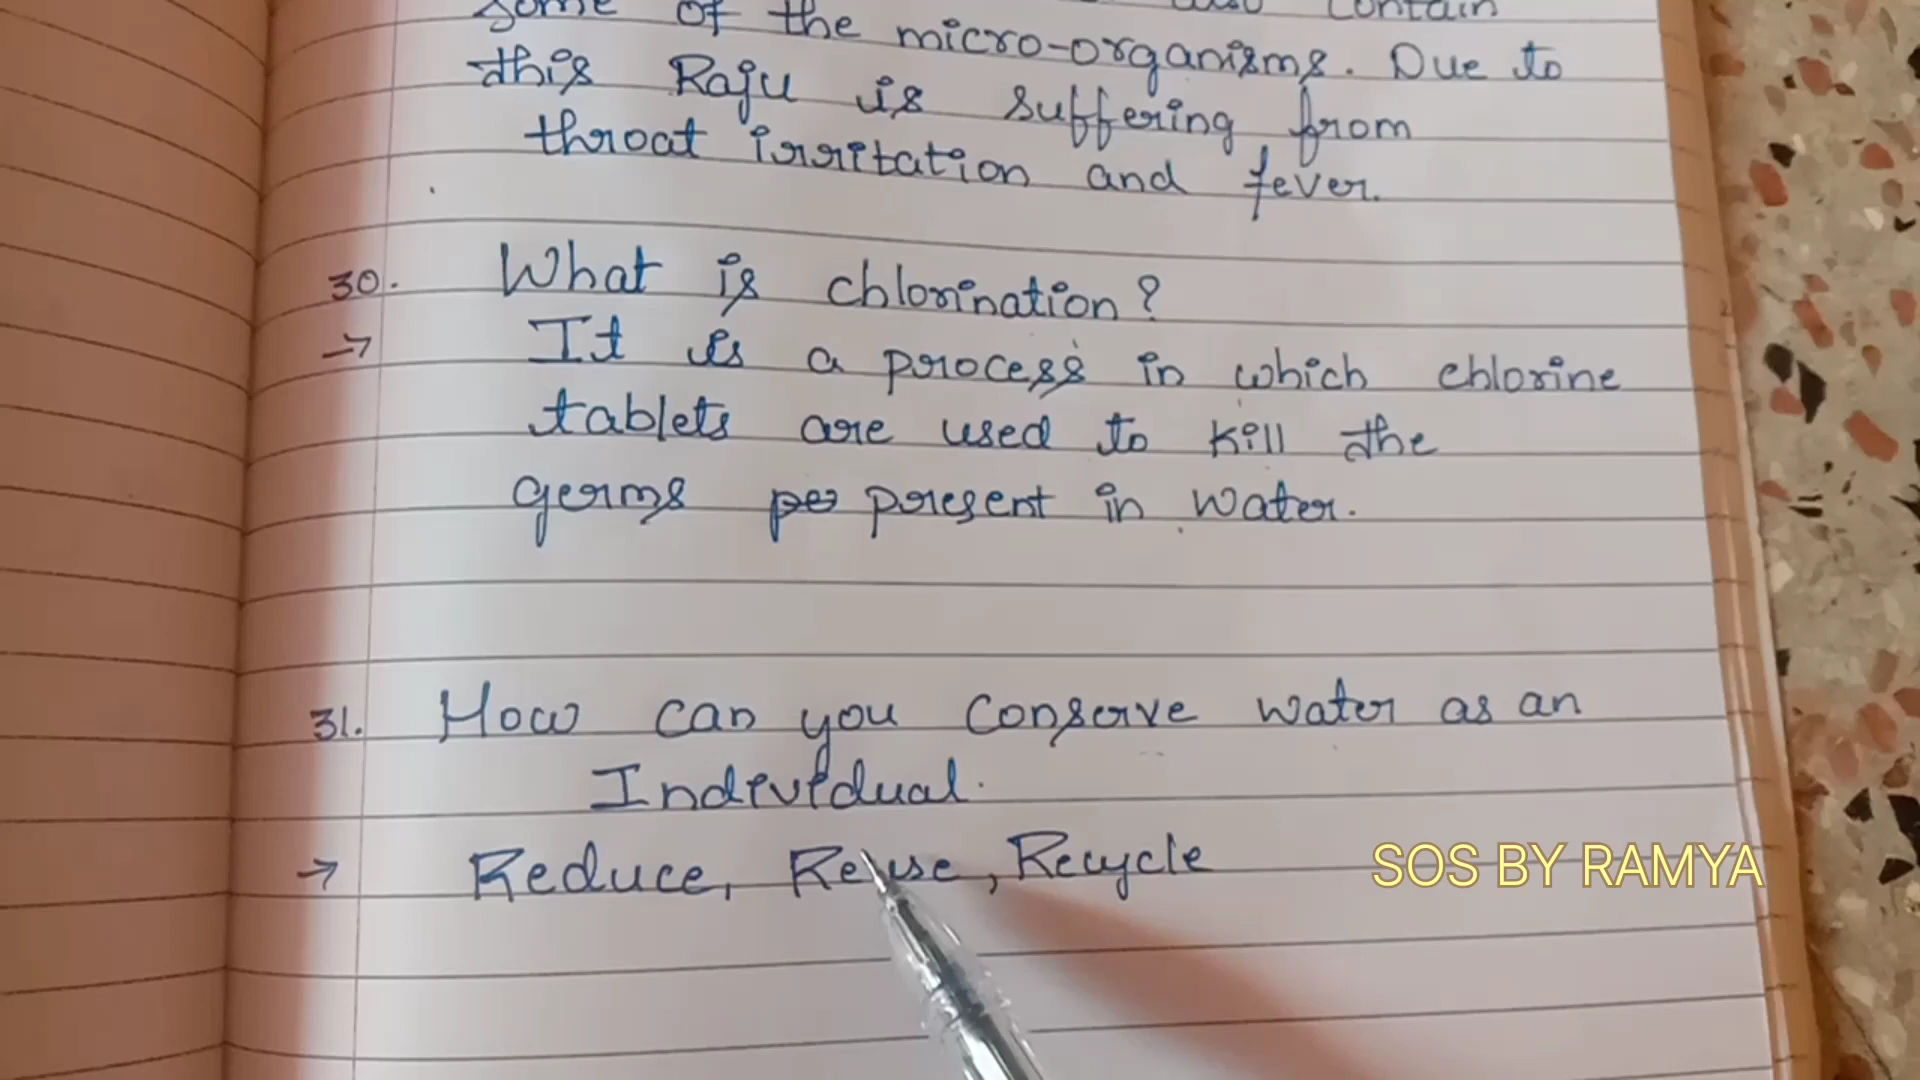 some of the micro-organisms. Due to
this Raju is suffering from
throat irritation and fever.
30. What is chlorination?
→ It is a process in which chlorine
tablets are used to kill the
germs present in water.
31. How can you conserve water as an
Individual.
→ Reduce, Reuse, Recycle
SOS BY RAMYA